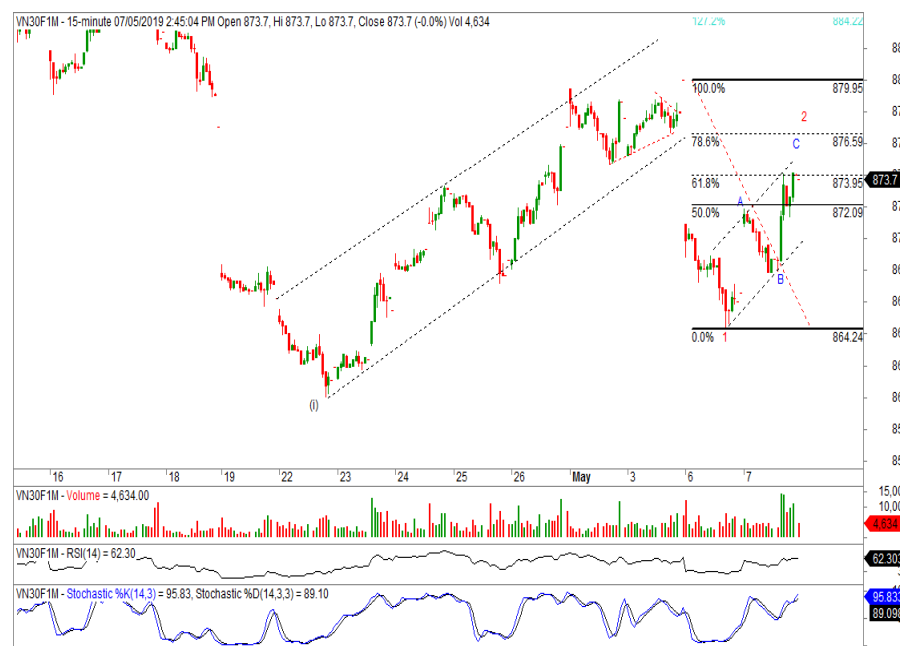 VN30F1M - 15-minute 07/05/2019 2:45:04 PM Open 873.7, Hi 873.7, Lo 873.7, Close 873.7 (-0.0%) Vol 4,634
127.2% 884.22
100.0% 879.95
2
78.6% 876.59
C
61.8% 873.95
873.7
A
50.0% 872.09
B
0.0% 1 864.24
(i)
16 17 18 19 22 23 24 25 26 May 3 6 7
VN30F1M - Volume = 4,634.00
15,00
10,00
4,634
VN30F1M - RSI(14) = 62.30
62.303
VN30F1M - Stochastic %K(14,3) = 95.83, Stochastic %D(14,3,3) = 89.10
95.833
89.098